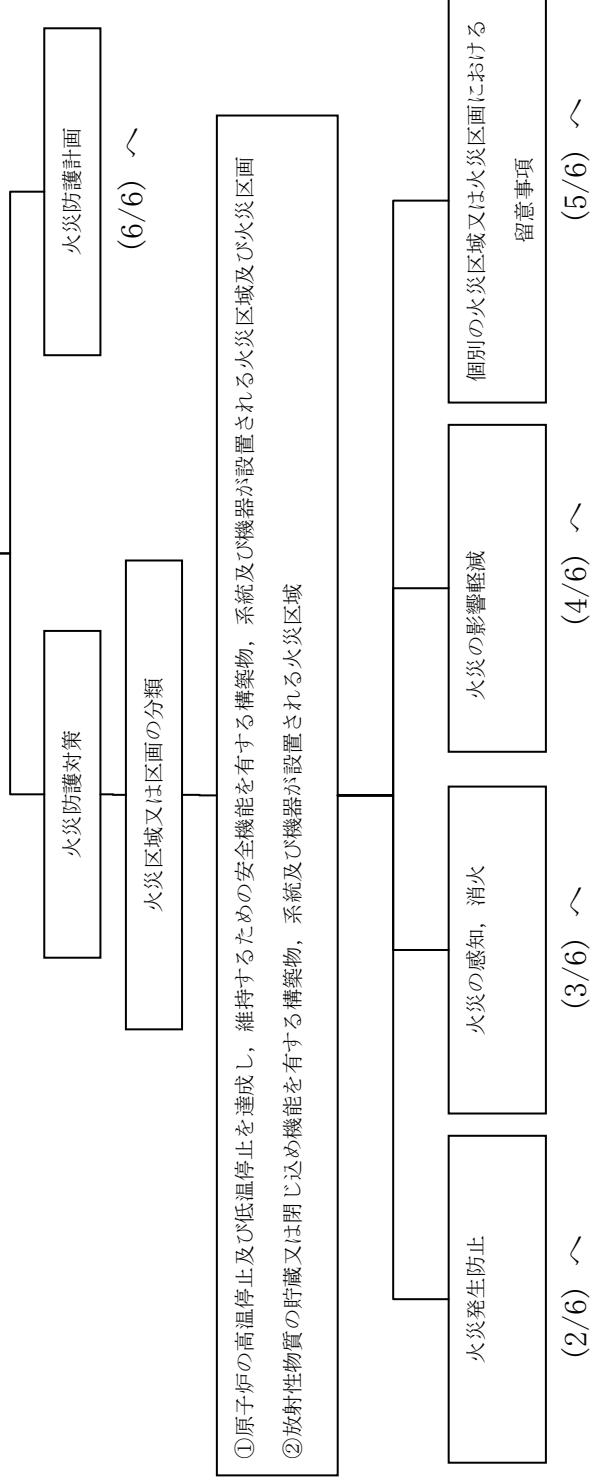 火災防護対策
火災防護計画
(6/6) へ
火災区域又は区画の分類
①原子炉の高温停止及び低温停止を達成し，維持するための安全機能を有する構築物，系統及び機器が設置される火災区域及び火災区画
②放射性物質の貯蔵又は閉じ込め機能を有する構築物，系統及び機器が設置される火災区域
火災発生防止
(2/6) へ
火災の感知，消火
(3/6) へ
火災の影響軽減
(4/6) へ
個別の火災区域又は火災区画における
留意事項
(5/6) へ